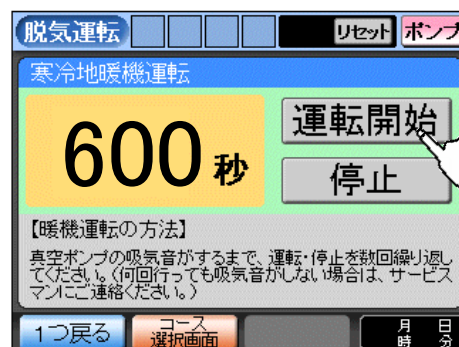 脱気運転 リセット ポンプ
寒冷地暖機運転
600秒 運転開始
停止
【暖機運転の方法】
真空ポンプの吸気音がするまで、運転・停止を数回繰り返し
てください。(何回行っても吸気音がしない場合は、サービス
マンにご連絡ください。)
1つ戻る コース 月 日
選択画面 時 分